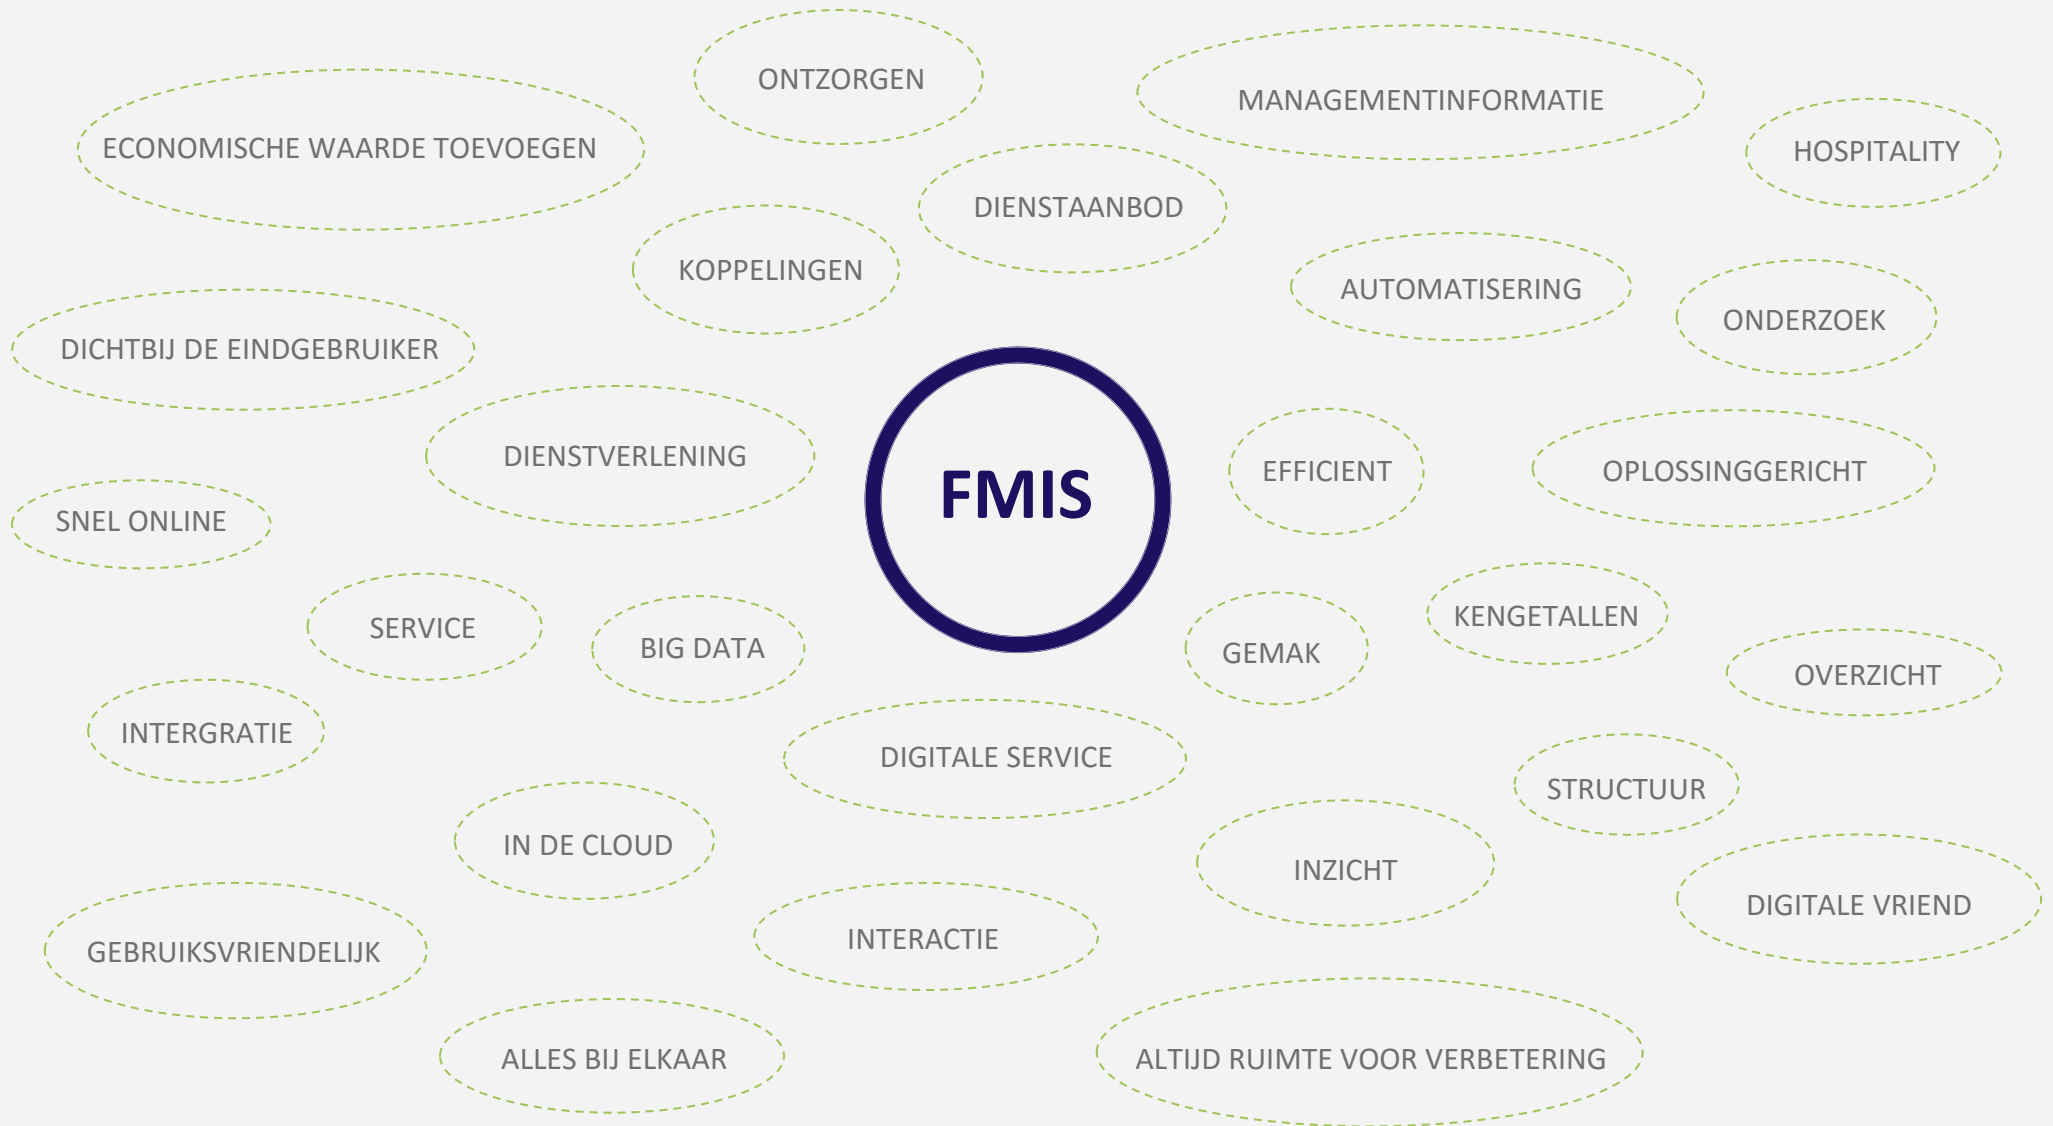 ONTZORGEN
MANAGEMENTINFORMATIE
ECONOMISCHE WAARDE TOEVOEGEN
HOSPITALITY
DIENSTAANBOD
KOPPELINGEN
AUTOMATISERING
ONDERZOEK
DICHTBIJ DE EINDGEBRUIKER
DIENSTVERLENING
FMIS
EFFICIENT
OPLOSSINGGERICHT
SNEL ONLINE
SERVICE
BIG DATA
GEMAK
KENGETALLEN
OVERZICHT
INTERGRATIE
DIGITALE SERVICE
STRUCTUUR
IN DE CLOUD
INZICHT
DIGITALE VRIEND
GEBRUIKSVRIENDELIJK
INTERACTIE
ALLES BIJ ELKAAR
ALTIJD RUIMTE VOOR VERBETERING